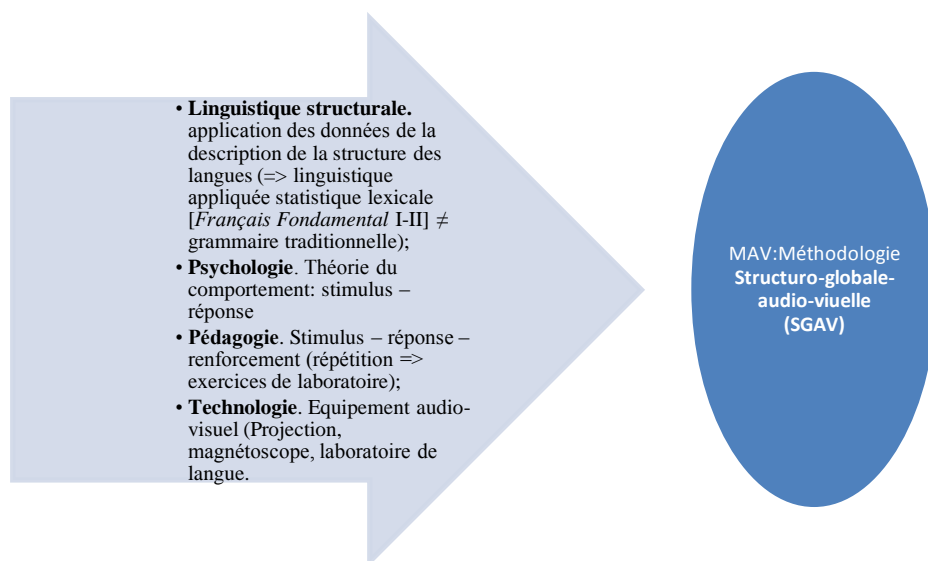 • Linguistique structurale.
application des données de la
description de la structure des
langues (=> linguistique
appliquée statistique lexicale
[Français Fondamental I-II] ≠
grammaire traditionnelle);
• Psychologie. Théorie du
comportement: stimulus –
réponse
• Pédagogie. Stimulus – réponse –
renforcement (répétition =>
exercices de laboratoire);
• Technologie. Equipement audio-
visuel (Projection,
magnétoscope, laboratoire de
langue.
MAV:Méthodologie
Structuro-globale-
audio-viuelle
(SGAV)